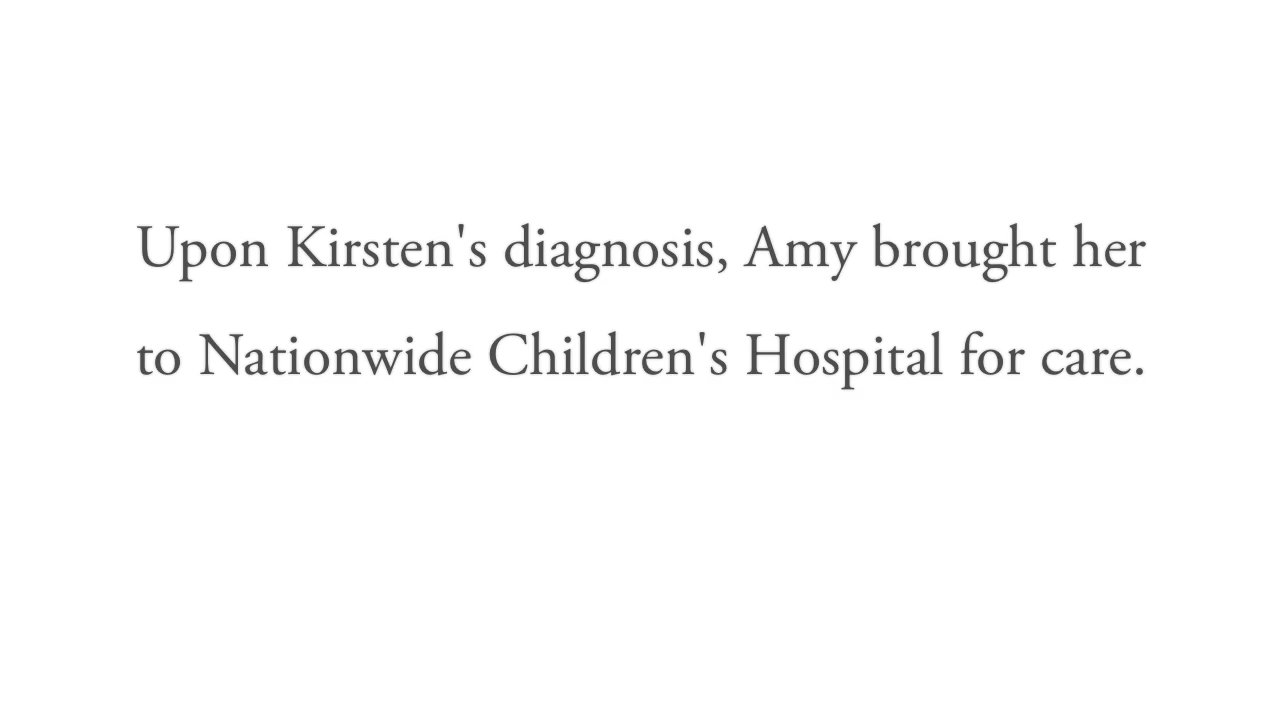 Upon Kirsten's diagnosis, Amy brought her
to Nationwide Children's Hospital for care.